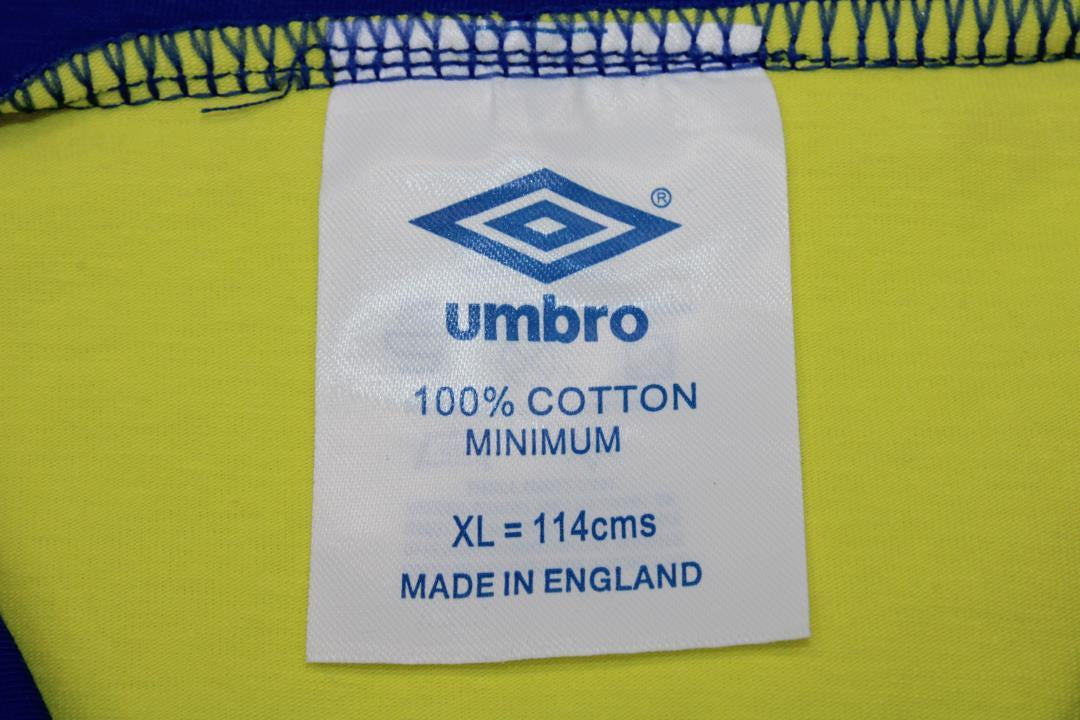 ®
umbro
100% COTTON
MINIMUM
XL = 114cms
MADE IN ENGLAND